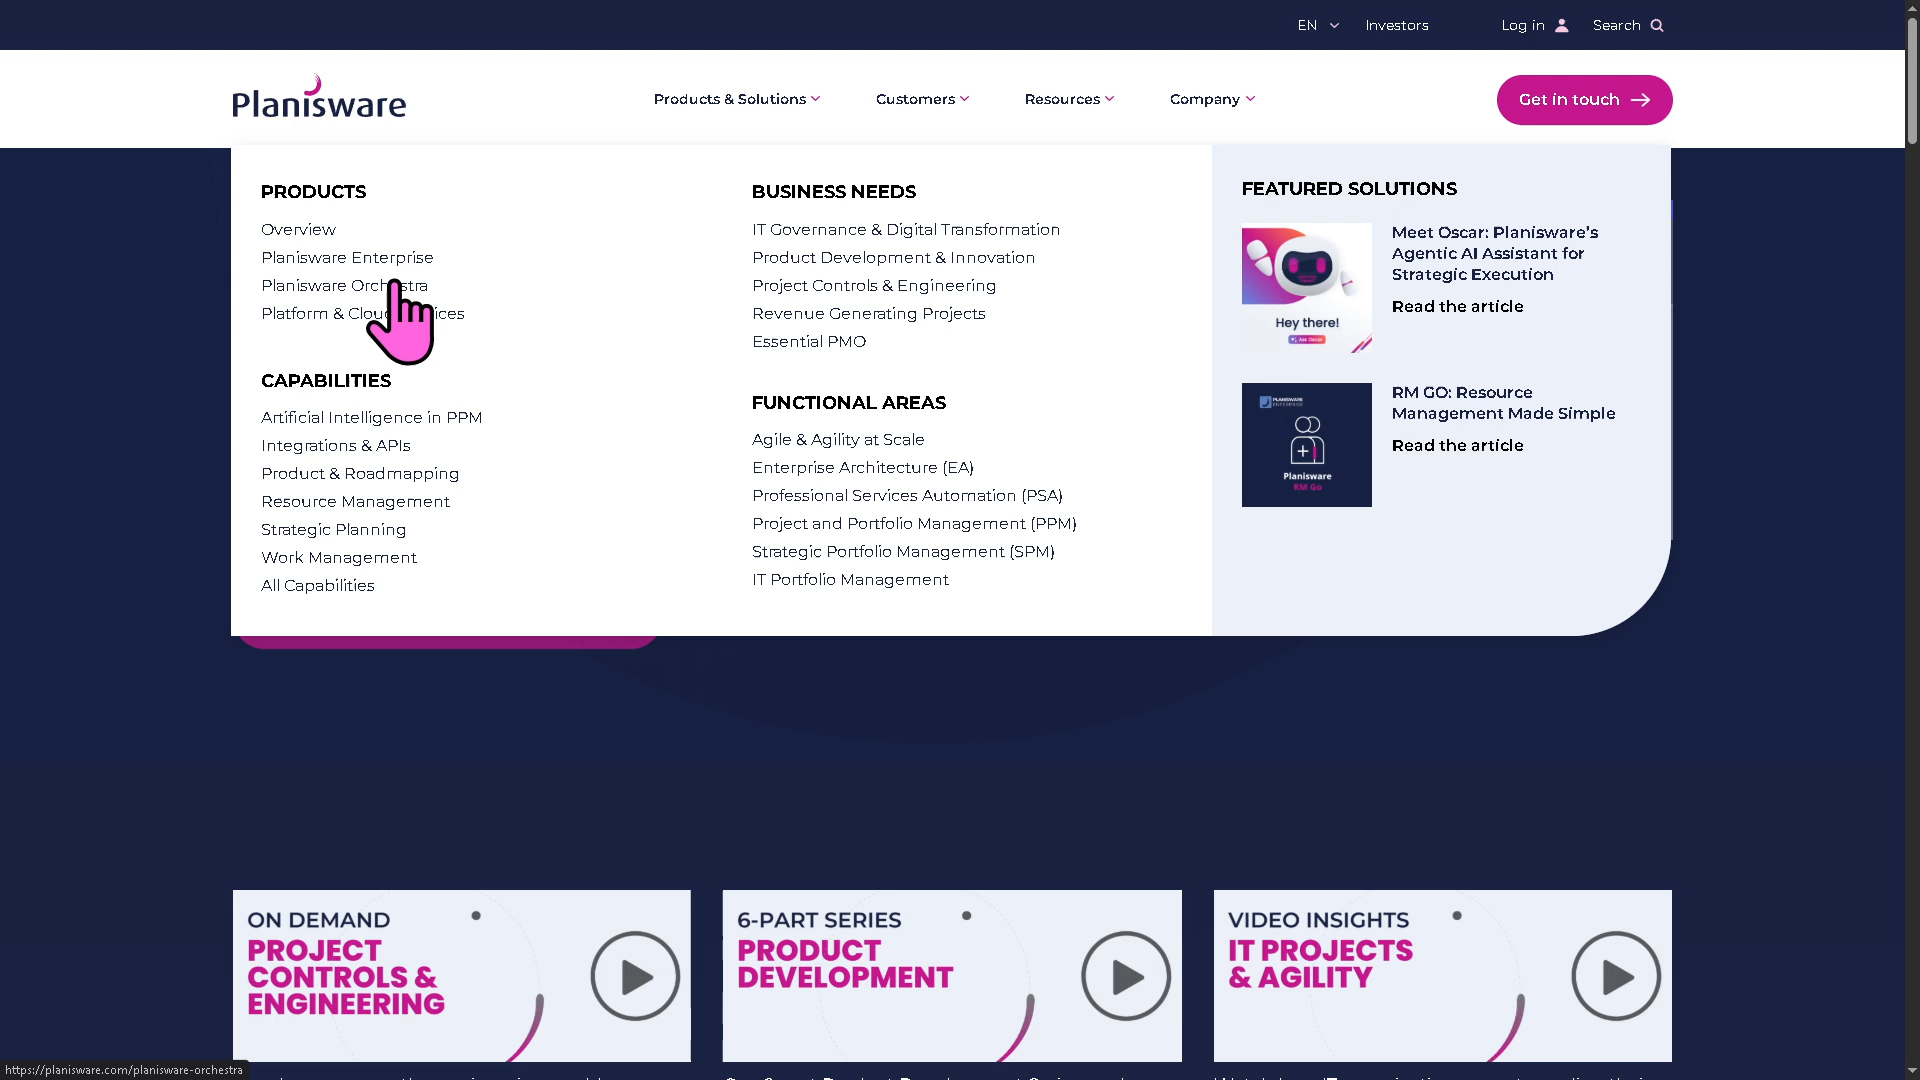 EN
Investors
Log in
Search
Planisware
Products & Solutions
Customers
Resources
Company
Get in touch
PRODUCTS
Overview
Planisware Enterprise
Planisware Orchestra
Platform & Cloud
CAPABILITIES
Artificial Intelligence in PPM
Integrations & APIs
Product & Roadmapping
Resource Management
Strategic Planning
Work Management
All Capabilities
BUSINESS NEEDS
IT Governance & Digital Transformation
Product Development & Innovation
Project Controls & Engineering
Revenue Generating Projects
Essential PMO
FUNCTIONAL AREAS
Agile & Agility at Scale
Enterprise Architecture (EA)
Professional Services Automation (PSA)
Project and Portfolio Management (PPM)
Strategic Portfolio Management (SPM)
IT Portfolio Management
FEATURED SOLUTIONS
Hey there!
Ask Oscar
Meet Oscar: Planisware's
Agentic AI Assistant for
Strategic Execution
Read the article
PLANISWARE
ENTERPRISE
Planisware
RM Go
RM GO: Resource
Management Made Simple
Read the article
ON DEMAND
PROJECT
CONTROLS &
ENGINEERING
6-PART SERIES
PRODUCT
DEVELOPMENT
VIDEO INSIGHTS
IT PROJECTS
& AGILITY
https://planisware.com/planisware-orchestra